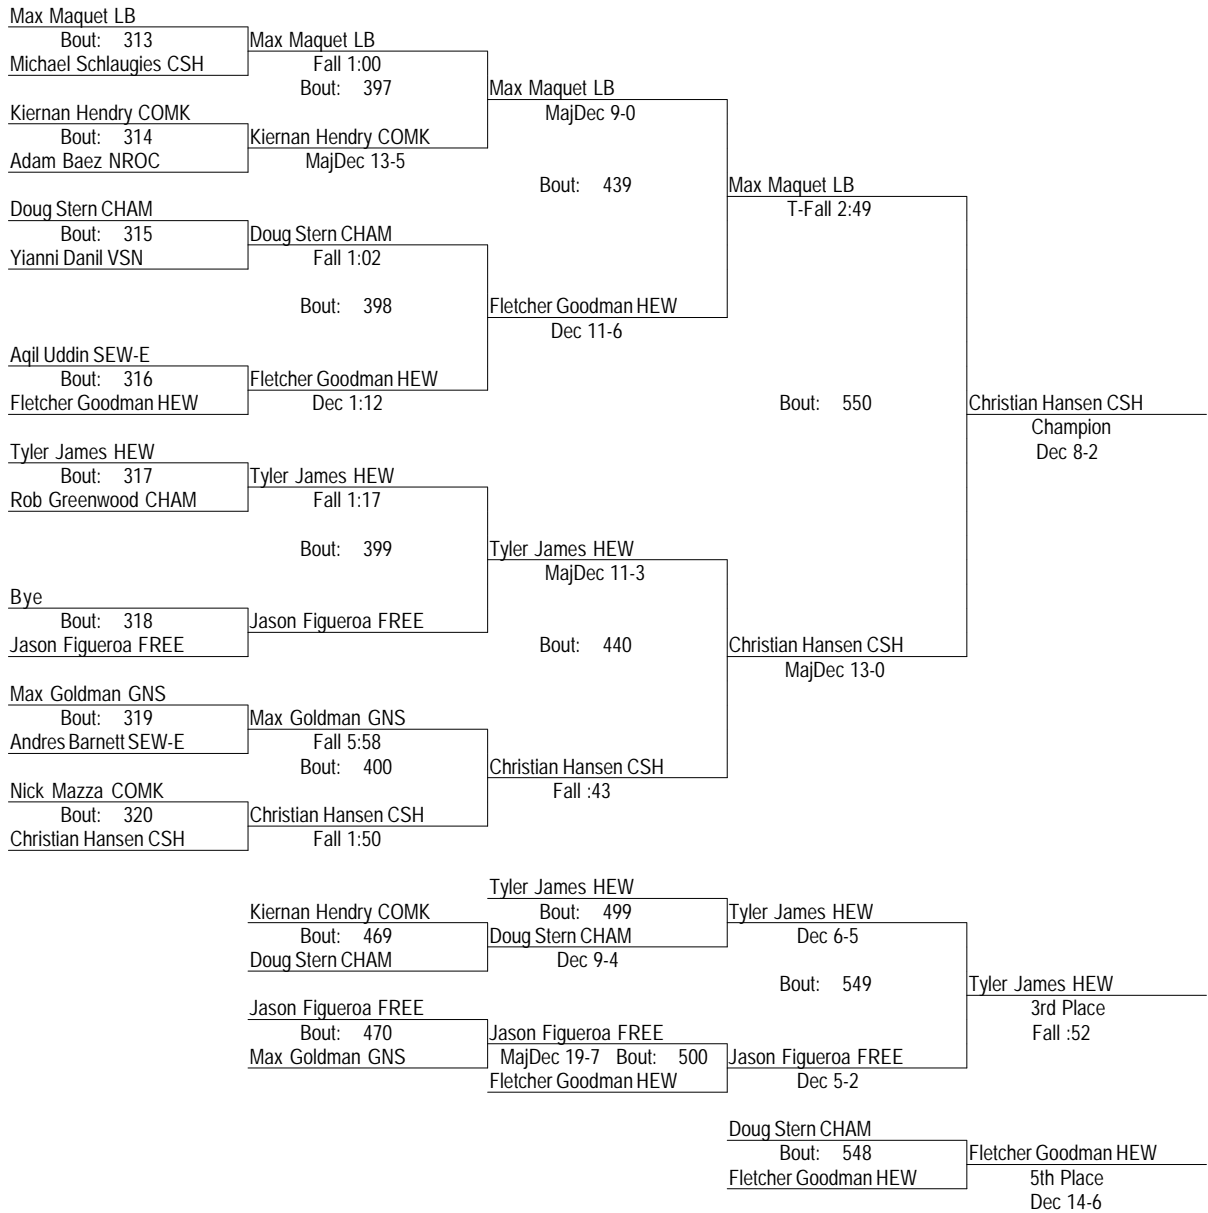 Max Maquet LB
Bout: 313 Max Maquet LB
Michael Schlaugies CSH Fall 1:00
Bout: 397 Max Maquet LB
Kiernan Hendry COMK MajDec 9-0
Bout: 314 Kiernan Hendry COMK
Adam Baez NROC MajDec 13-5
Bout: 439 Max Maquet LB
Doug Stern CHAM T-Fall 2:49
Bout: 315 Doug Stern CHAM
Yianni Danil VSN Fall 1:02
Bout: 398 Fletcher Goodman HEW
Dec 11-6
Aqil Uddin SEW-E
Bout: 316 Fletcher Goodman HEW
Fletcher Goodman HEW Dec 1:12 Bout: 550 Christian Hansen CSH
Champion
Tyler James HEW Dec 8-2
Bout: 317 Tyler James HEW
Rob Greenwood CHAM Fall 1:17
Bout: 399 Tyler James HEW
MajDec 11-3
Bye
Bout: 318 Jason Figueroa FREE
Jason Figueroa FREE Bout: 440 Christian Hansen CSH
MajDec 13-0
Max Goldman GNS
Bout: 319 Max Goldman GNS
Andres Barnett SEW-E Fall 5:58
Bout: 400 Christian Hansen CSH
Nick Mazza COMK Fall :43
Bout: 320 Christian Hansen CSH
Christian Hansen CSH Fall 1:50
Tyler James HEW
Kiernan Hendry COMK Bout: 499 Tyler James HEW
Bout: 469 Doug Stern CHAM Dec 6-5
Doug Stern CHAM Dec 9-4
Bout: 549 Tyler James HEW
Jason Figueroa FREE 3rd Place
Bout: 470 Jason Figueroa FREE Fall :52
Max Goldman GNS MajDec 19-7 Bout: 500 Jason Figueroa FREE
Fletcher Goodman HEW Dec 5-2
Doug Stern CHAM
Bout: 548 Fletcher Goodman HEW
Fletcher Goodman HEW 5th Place
Dec 14-6